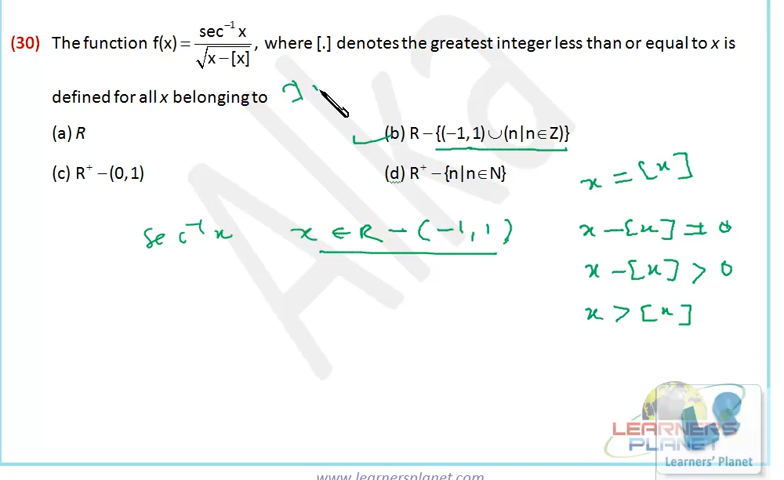 (30) The function f(x) = sec⁻¹ x / √x – [x], where [.] denotes the greatest integer less than or equal to x is
defined for all x belonging to
(a) R
(b) R – {(–1, 1) ∪ (n | n ∈ Z)}
(c) R⁺ – (0, 1)
(d) R⁺ – {n | n ∈ N}
x = [x]
sec⁻¹ x x ∈ R – (–1, 1)
x – [x] ≠ 0
x – [x] > 0
x > [x]
Alka
LEARNERS
PLANET
Learners' Planet
www.learnersplanet.com